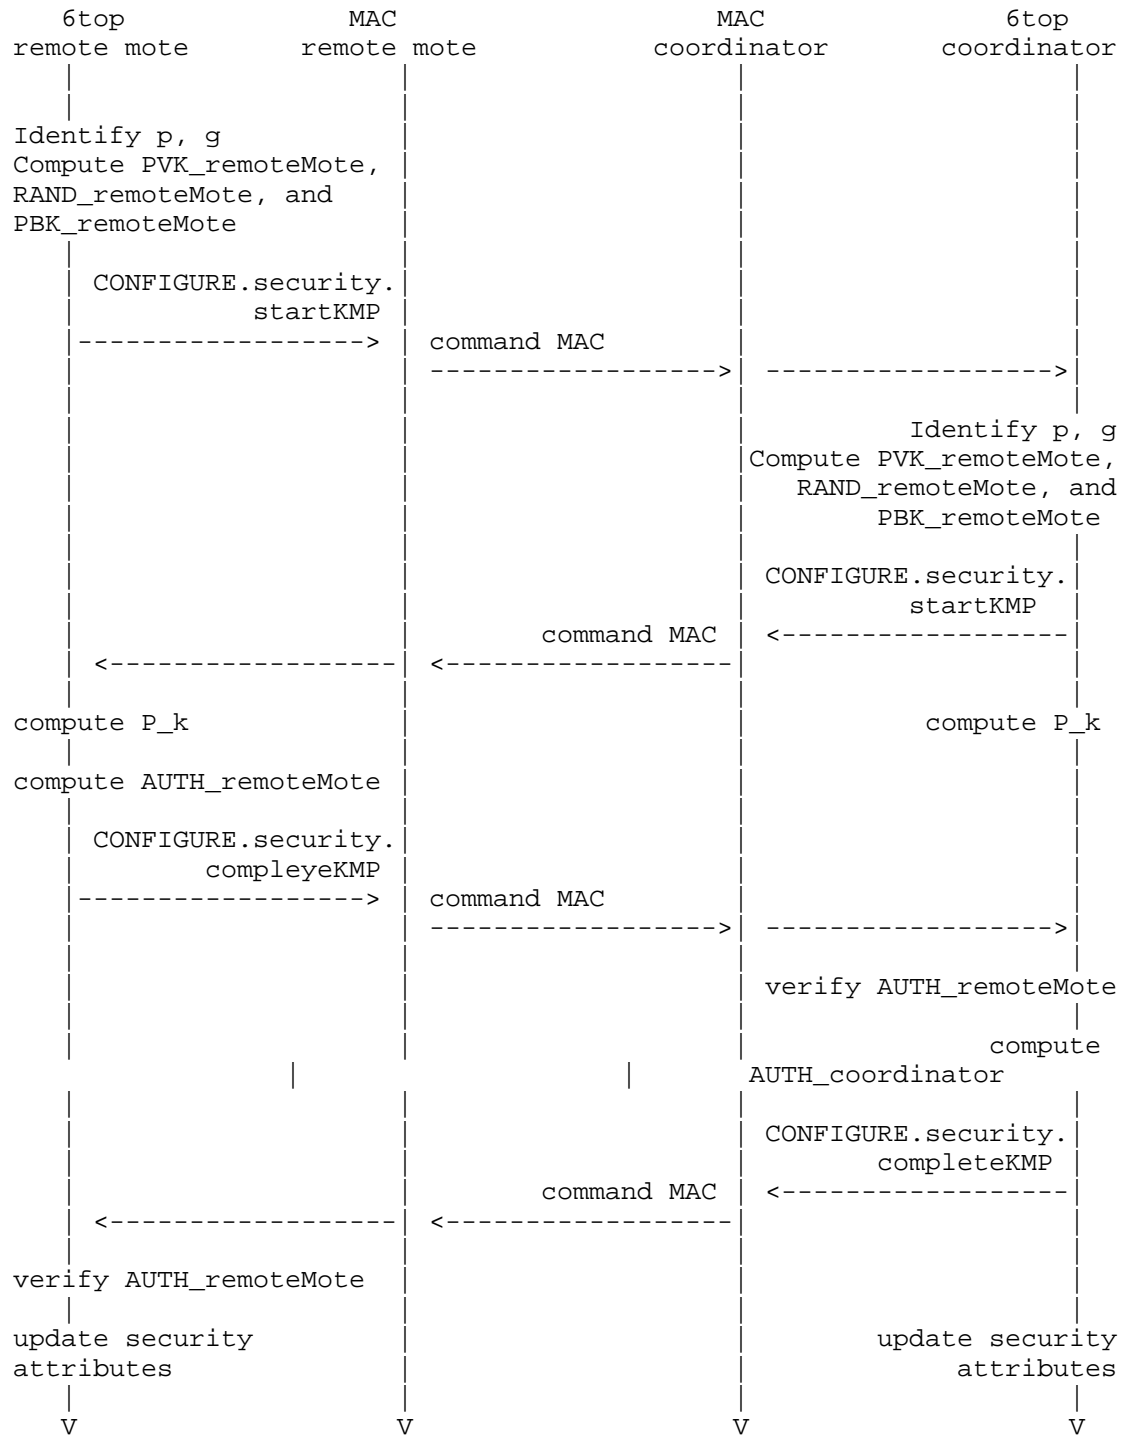 6top MAC MAC 6top
remote mote remote mote coordinator coordinator
Identify p, g
Compute PVK_remoteMote,
RAND_remoteMote, and
PBK_remoteMote
CONFIGURE.security.
startKMP
-----------------> command MAC
------------------> ------------------>
Identify p, g
Compute PVK_remoteMote,
RAND_remoteMote, and
PBK_remoteMote
CONFIGURE.security.
startKMP
command MAC <------------------
<------------------ <------------------
compute P_k compute P_k
compute AUTH_remoteMote
CONFIGURE.security.
compleyeKMP
------------------> command MAC
------------------> ------------------>
verify AUTH_remoteMote
compute
AUTH_coordinator
CONFIGURE.security.
completeKMP
command MAC <------------------
<------------------ <------------------
verify AUTH_remoteMote
update security update security
attributes attributes
V V V V